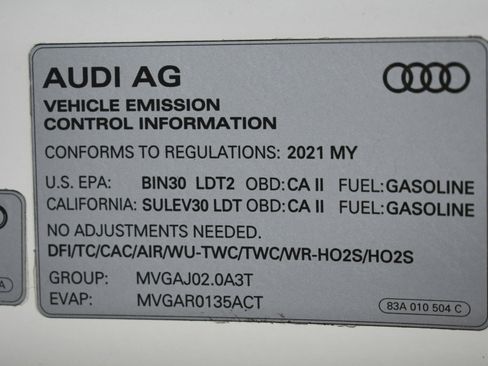 AUDI AG
VEHICLE EMISSION
CONTROL INFORMATION
CONFORMS TO REGULATIONS: 2021 MY
U.S. EPA: BIN30 LDT2 OBD: CA II FUEL: GASOLINE
CALIFORNIA: SULEV30 LDT OBD: CA II FUEL: GASOLINE
NO ADJUSTMENTS NEEDED.
DFI/TC/CAC/AIR/WU-TWC/TWC/WR-HO2S/HO2S
GROUP: MVGAJ02.0A3T
EVAP: MVGAR0135ACT
83A 010 504 C
A